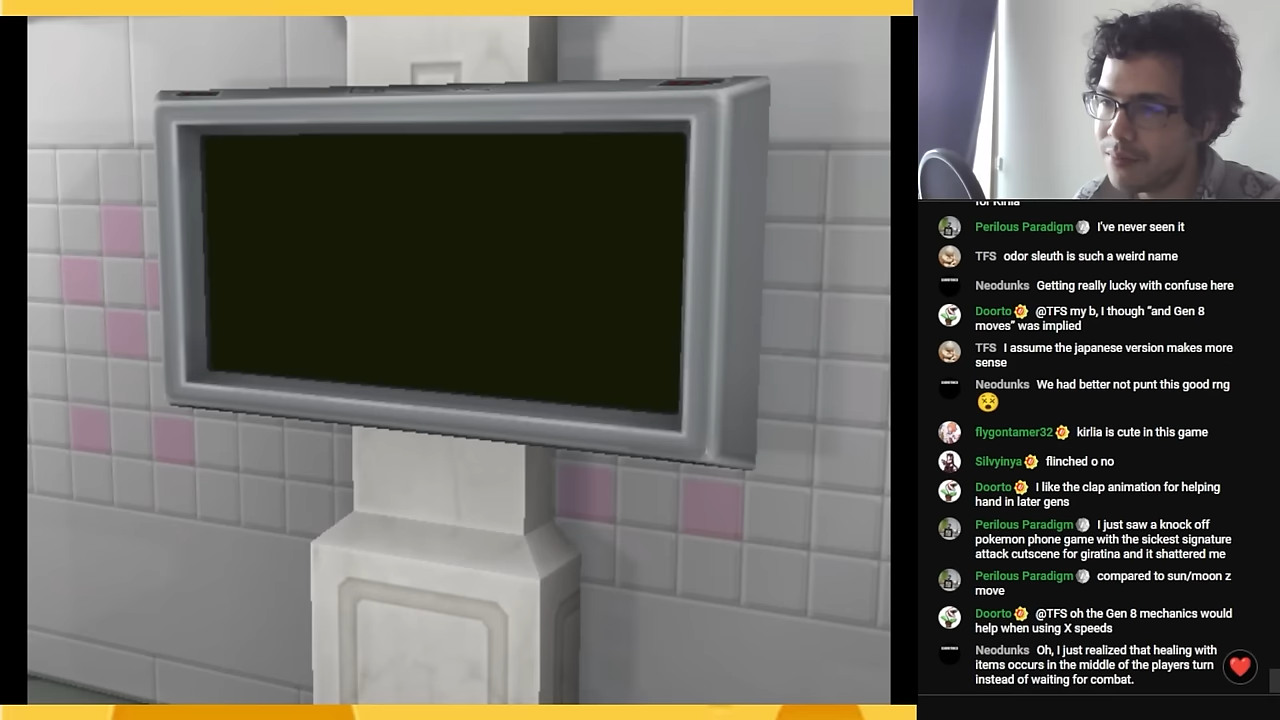 for Kirlia
Perilous Paradigm I've never seen it
TFS odor sleuth is such a weird name
Neodunks Getting really lucky with confuse here
Doorto @TFS my b, I though "and Gen 8
moves" was implied
TFS I assume the japanese version makes more
sense
Neodunks We had better not punt this good rng
flygontamer32 kirlia is cute in this game
Silvyinya flinched o no
Doorto I like the clap animation for helping
hand in later gens
Perilous Paradigm I just saw a knock off
pokemon phone game with the sickest signature
attack cutscene for giratina and it shattered me
Perilous Paradigm compared to sun/moon z
move
Doorto @TFS oh the Gen 8 mechanics would
help when using X speeds
Neodunks Oh, I just realized that healing with
items occurs in the middle of the players turn
instead of waiting for combat.